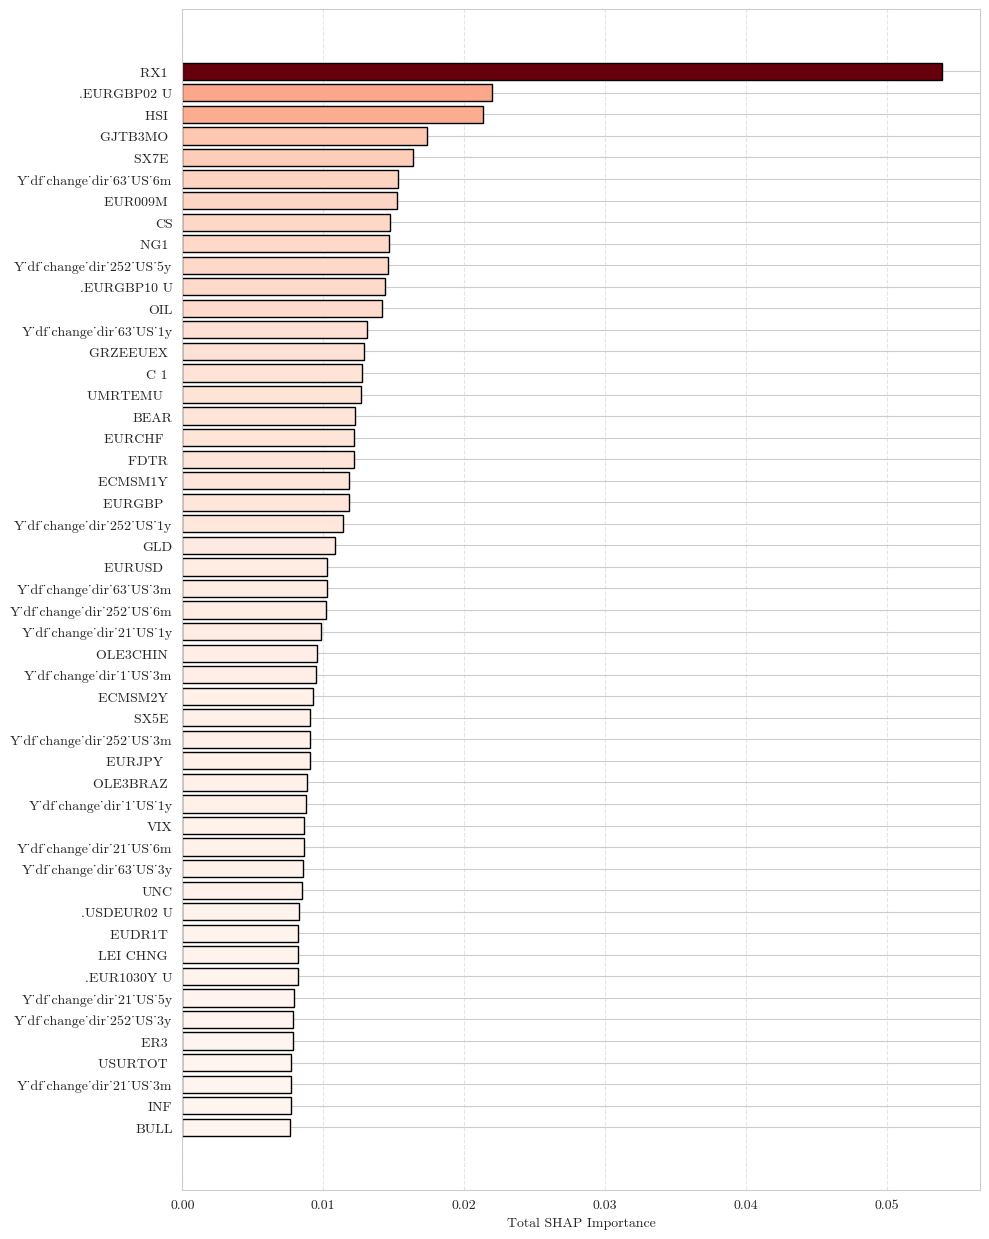 RX1
.EURGBP02 U
HSI
GJTB3MO
SX7E
Y˙df˙change˙dir˙63˙US˙6m
EUR009M
CS
NG1
Y˙df˙change˙dir˙252˙US˙5y
.EURGBP10 U
OIL
Y˙df˙change˙dir˙63˙US˙1y
GRZEEUEX
C 1
UMRTEMU
BEAR
EURCHF
FDTR
ECMSM1Y
EURGBP
Y˙df˙change˙dir˙252˙US˙1y
GLD
EURUSD
Y˙df˙change˙dir˙63˙US˙3m
Y˙df˙change˙dir˙252˙US˙6m
Y˙df˙change˙dir˙21˙US˙1y
OLE3CHIN
Y˙df˙change˙dir˙1˙US˙3m
ECMSM2Y
SX5E
Y˙df˙change˙dir˙252˙US˙3m
EURJPY
OLE3BRAZ
Y˙df˙change˙dir˙1˙US˙1y
VIX
Y˙df˙change˙dir˙21˙US˙6m
Y˙df˙change˙dir˙63˙US˙3y
UNC
.USDEUR02 U
EUDR1T
LEI CHNG
.EUR1030Y U
Y˙df˙change˙dir˙21˙US˙5y
Y˙df˙change˙dir˙252˙US˙3y
ER3
USURTOT
Y˙df˙change˙dir˙21˙US˙3m
INF
BULL
0.00 0.01 0.02 0.03 0.04 0.05
Total SHAP Importance